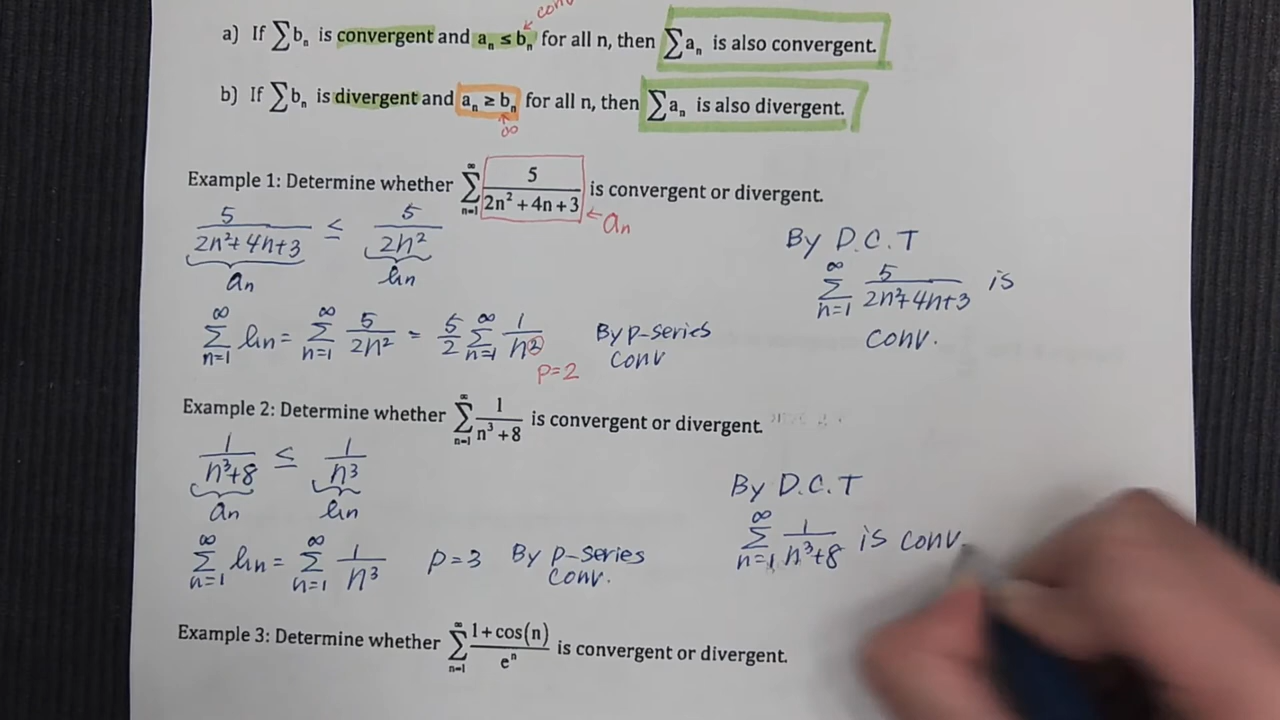 conv
a) If ∑bₙ is convergent and aₙ ≤ bₙ for all n, then ∑aₙ is also convergent.
b) If ∑bₙ is divergent and aₙ ≥ bₙ for all n, then ∑aₙ is also divergent.
∞
Example 1: Determine whether ∑_{n=1}^{∞} 5/(2n²+4n+3) is convergent or divergent.
← aₙ
5/(2n²+4n+3) ≤ 5/(2n²)
aₙ bₙ
∑_{n=1}^{∞} bₙ = ∑_{n=1}^{∞} 5/(2n²) = 5/2 ∑_{n=1}^{∞} 1/n² By p-series
conv
p=2
By D.C.T
∑_{n=1}^{∞} 5/(2n²+4n+3) is
conv.
Example 2: Determine whether ∑_{n=1}^{∞} 1/(n³+8) is convergent or divergent.
1/(n³+8) ≤ 1/n³
aₙ bₙ
∑_{n=1}^{∞} bₙ = ∑_{n=1}^{∞} 1/n³ p=3 By p-series
conv.
By D.C.T
∑_{n=1}^{∞} 1/(n³+8) is conv.
Example 3: Determine whether ∑_{n=1}^{∞} (1+cos(n))/eⁿ is convergent or divergent.